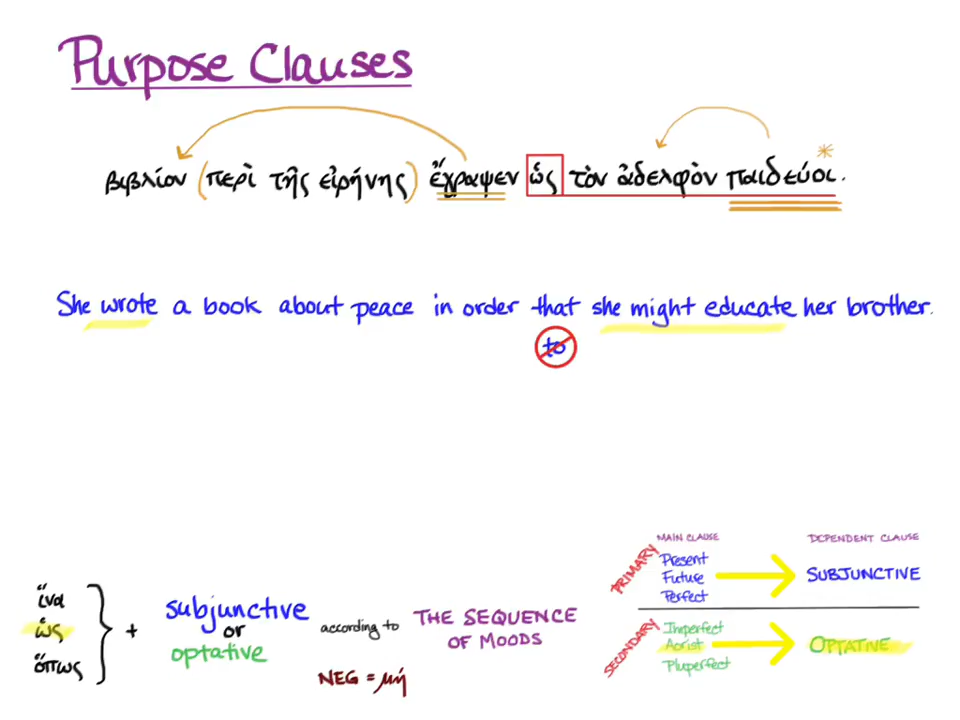 Purpose Clauses
βιβλίον (περὶ τῆς εἰρήνης) ἔγραψεν ὡς τὸν ἀδελφὸν παιδεύοι. *
She wrote a book about peace in order that she might educate her brother.
to
ἵνα
ὡς
ὅπως
+
subjunctive
or
optative
according to
THE SEQUENCE
OF MOODS
NEG = μή
MAIN CLAUSE
DEPENDENT CLAUSE
PRIMARY
Present
Future
Perfect
SUBJUNCTIVE
SECONDARY
Imperfect
Aorist
Pluperfect
OPTATIVE